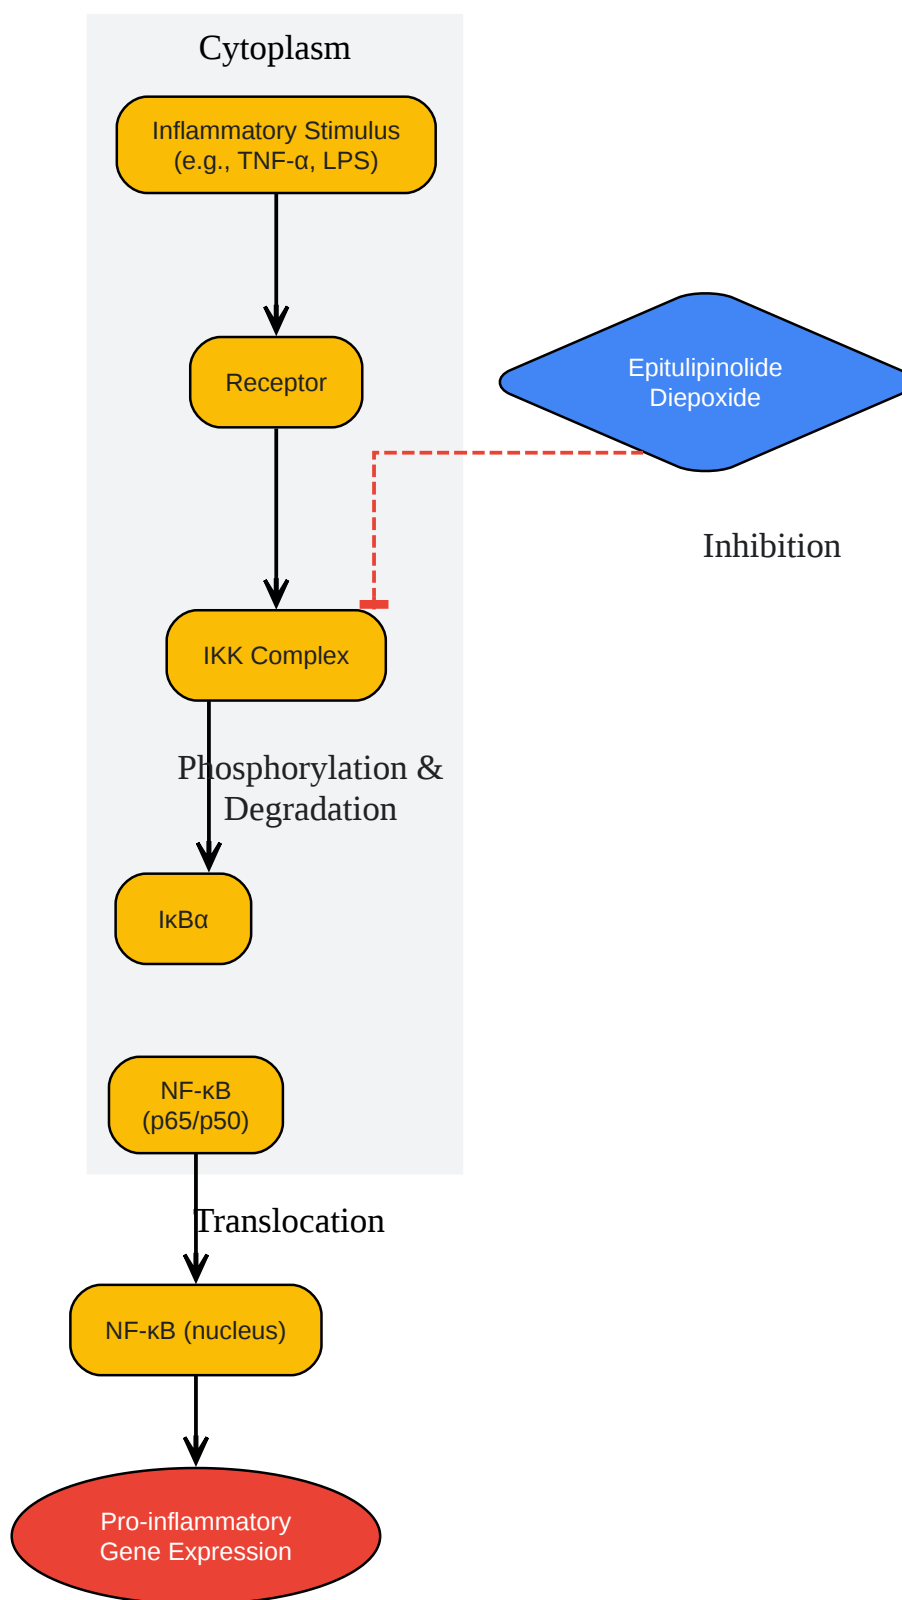 Cytoplasm
Inflammatory Stimulus
(e.g., TNF-α, LPS)
Receptor
Epitulipinolide
Diepoxide
Inhibition
IKK Complex
Phosphorylation &
Degradation
IκBα
NF-κB
(p65/p50)
Translocation
NF-κB (nucleus)
Pro-inflammatory
Gene Expression